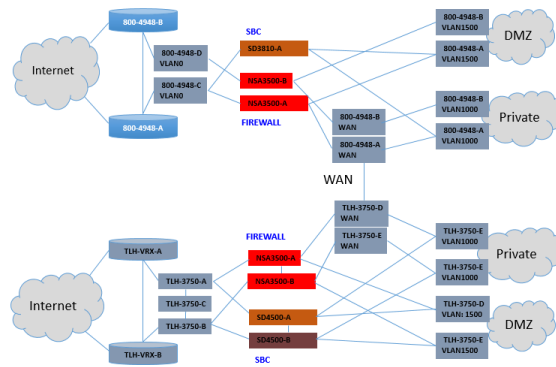 800-4948-B
SBC
800-4948-B
VLAN1500
DMZ
Internet
800-4948-D
VLAN0
SD3810-A
800-4948-A
VLAN1500
NSA3500-B
800-4948-C
VLAN0
NSA3500-A
800-4948-B
VLAN1000
800-4948-A
FIREWALL
800-4948-B
WAN
Private
800-4948-A
VLAN1000
800-4948-A
WAN
WAN
TLH-3750-D
WAN
FIREWALL
TLH-3750-E
WAN
TLH-3750-E
VLAN1000
Private
TLH-VRX-A
NSA3500-A
TLH-3750-E
VLAN1000
TLH-3750-A
NSA3500-B
Internet
TLH-3750-C
TLH-3750-D
VLAN: 1500
SD4500-A
TLH-3750-B
DMZ
SD4500-B
TLH-3750-E
VLAN1500
TLH-VRX-B
SBC